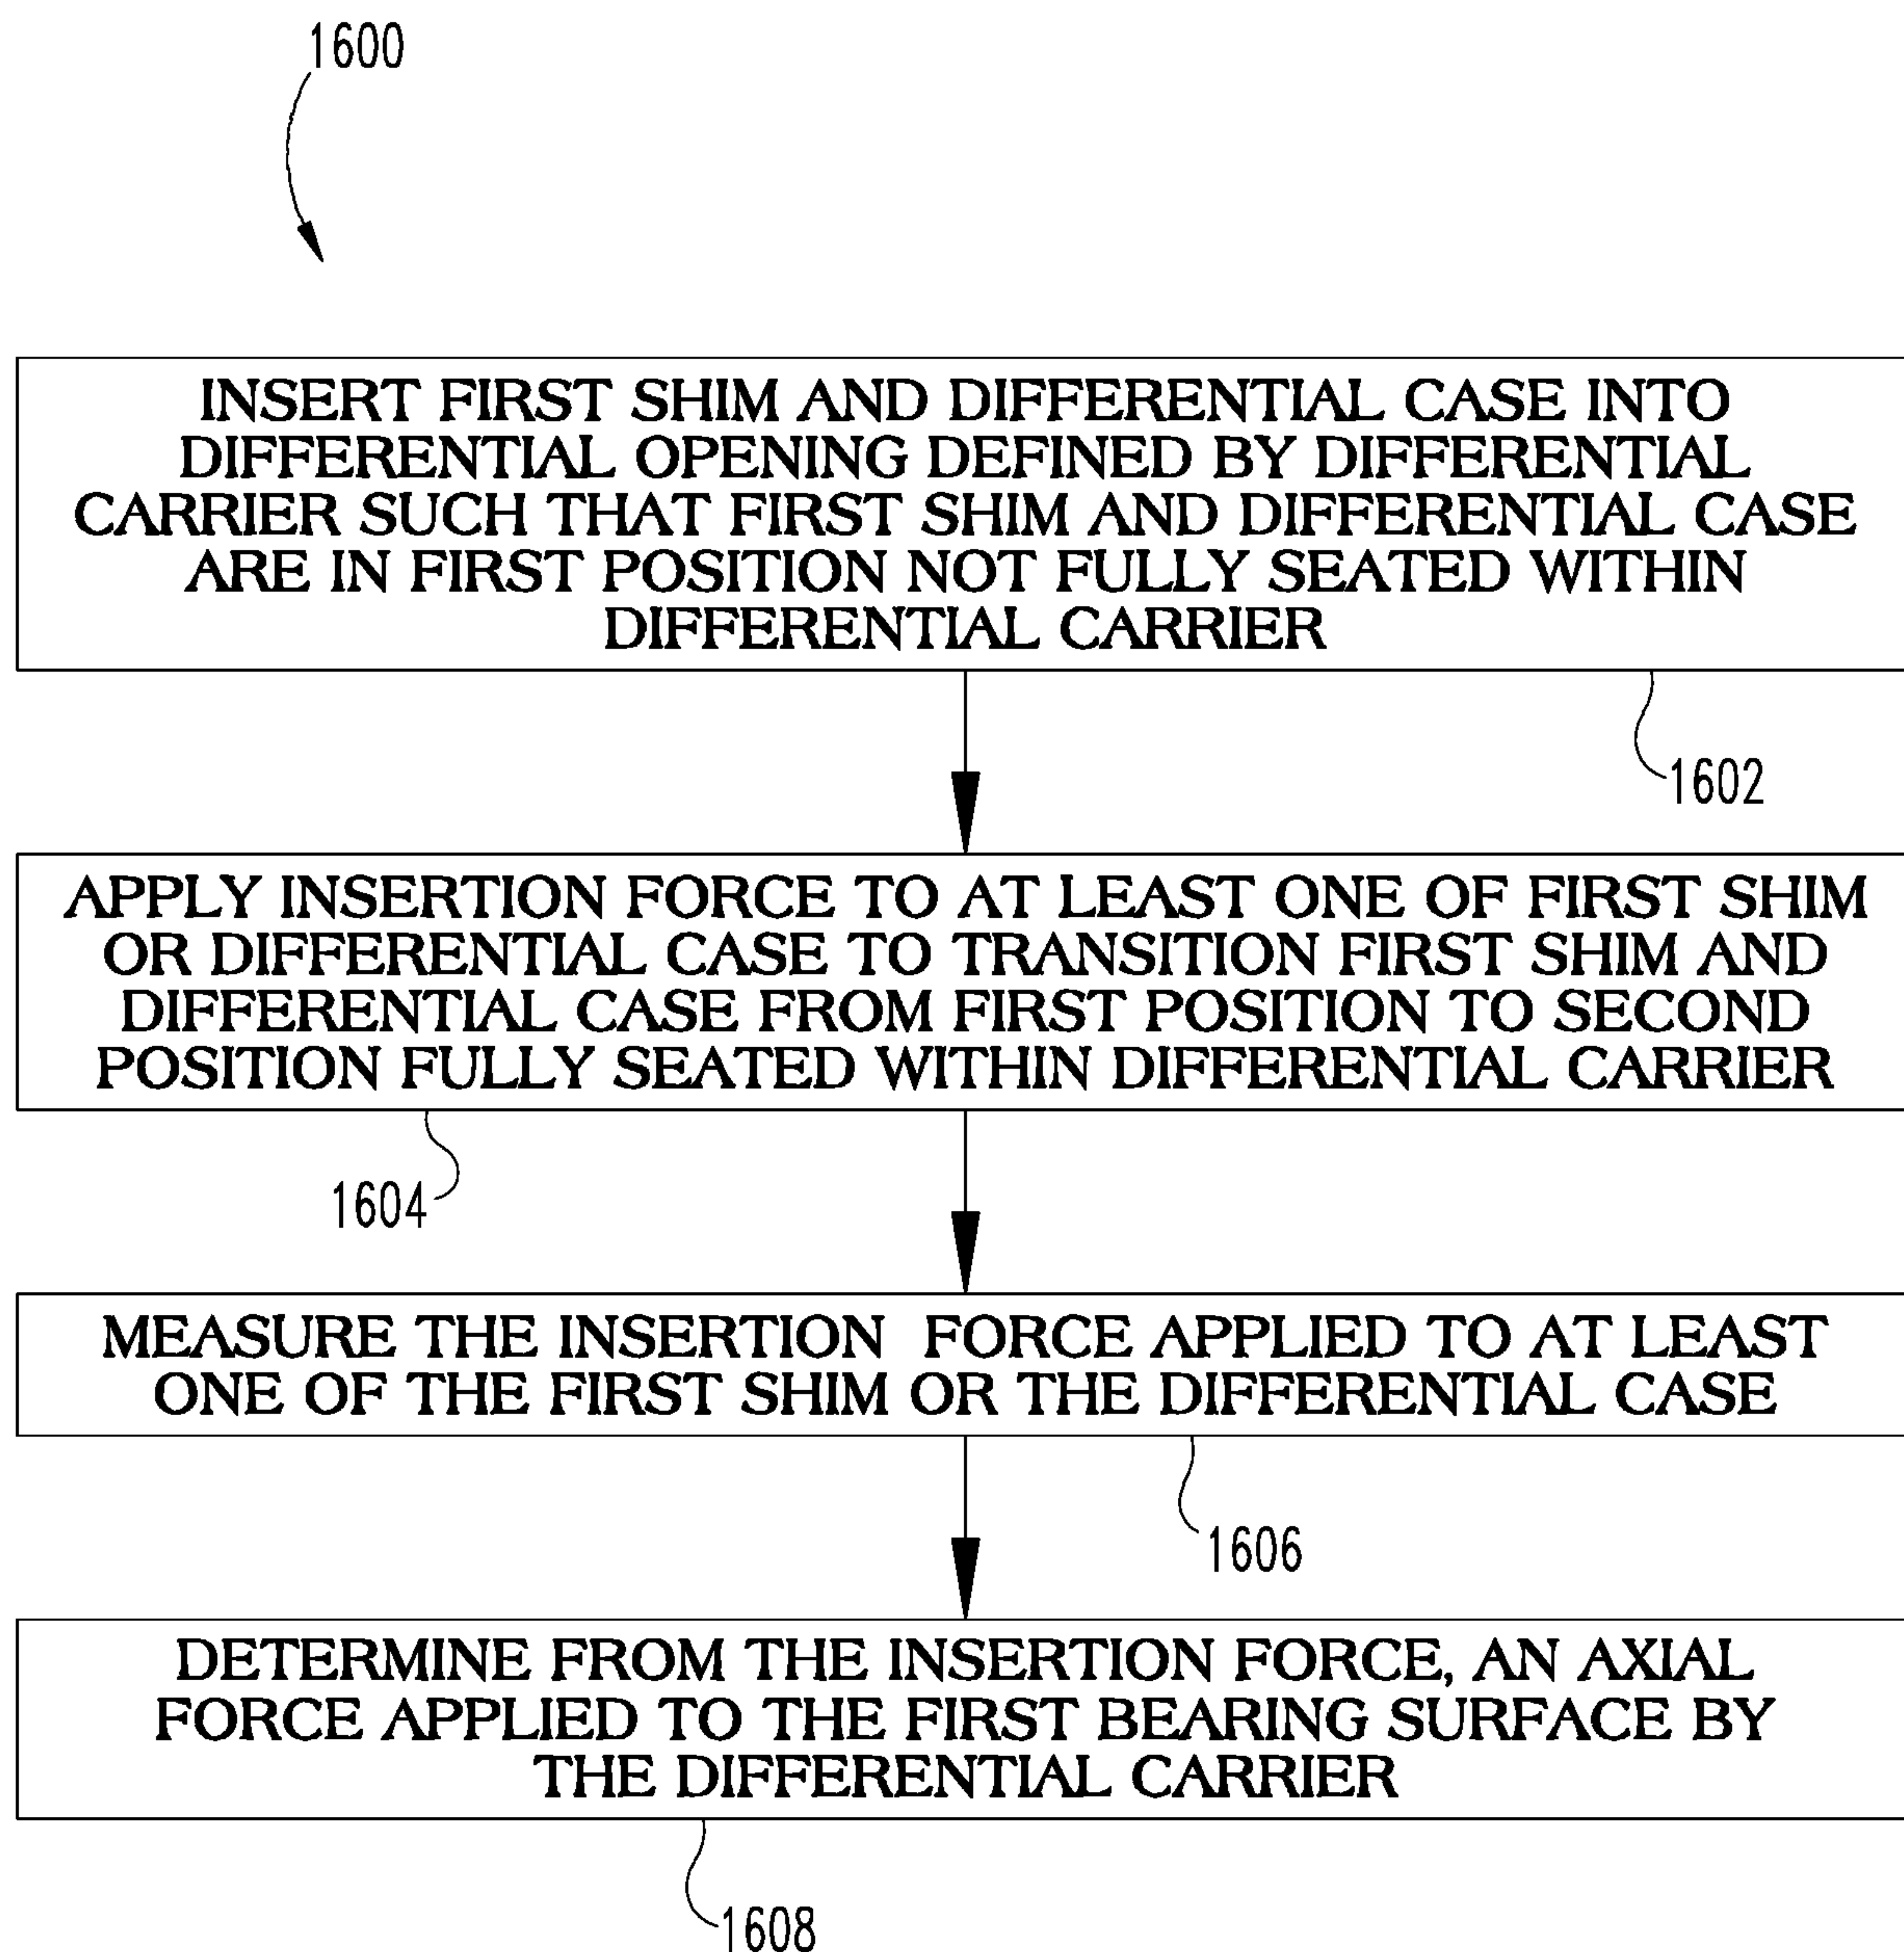 1600
INSERT FIRST SHIM AND DIFFERENTIAL CASE INTO
DIFFERENTIAL OPENING DEFINED BY DIFFERENTIAL
CARRIER SUCH THAT FIRST SHIM AND DIFFERENTIAL CASE
ARE IN FIRST POSITION NOT FULLY SEATED WITHIN
DIFFERENTIAL CARRIER
1602
APPLY INSERTION FORCE TO AT LEAST ONE OF FIRST SHIM
OR DIFFERENTIAL CASE TO TRANSITION FIRST SHIM AND
DIFFERENTIAL CASE FROM FIRST POSITION TO SECOND
POSITION FULLY SEATED WITHIN DIFFERENTIAL CARRIER
1604
MEASURE THE INSERTION FORCE APPLIED TO AT LEAST
ONE OF THE FIRST SHIM OR THE DIFFERENTIAL CASE
1606
DETERMINE FROM THE INSERTION FORCE, AN AXIAL
FORCE APPLIED TO THE FIRST BEARING SURFACE BY
THE DIFFERENTIAL CARRIER
1608